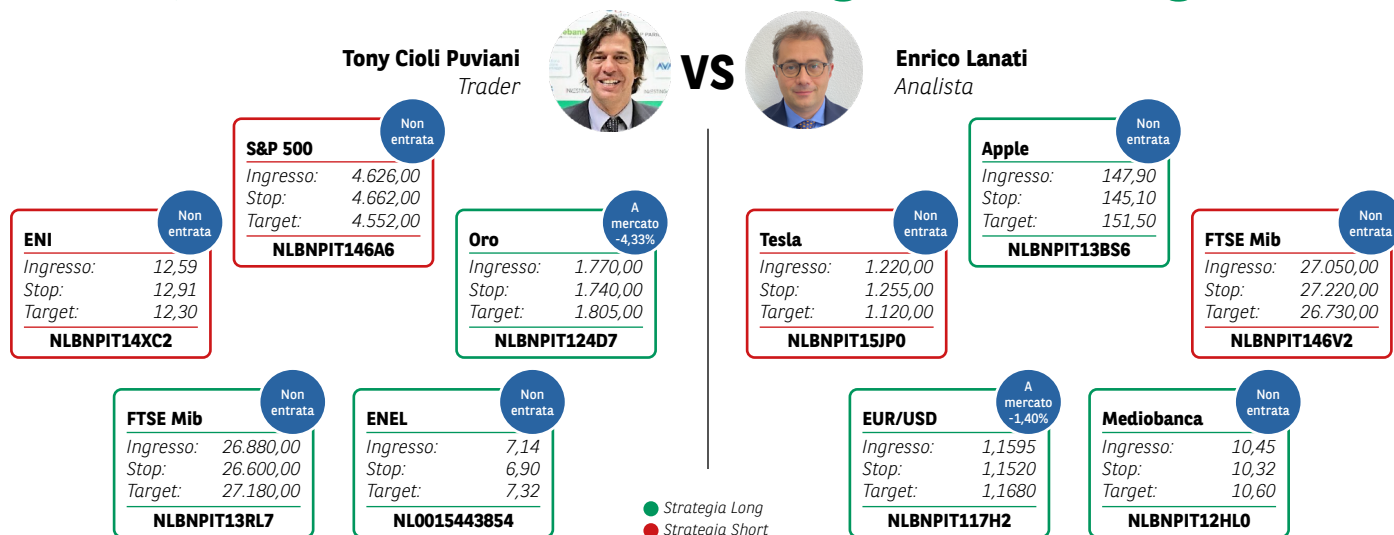 Tony Cioli Puviani
Trader
VS
Enrico Lanati
Analista
S&P 500
Non
entrata
Ingresso: 4.626,00
Stop: 4.662,00
Target: 4.552,00
NLBNPIT146A6
ENI
Non
entrata
Ingresso: 12,59
Stop: 12,91
Target: 12,30
NLBNPIT14XC2
Oro
A
mercato
-4,33%
Ingresso: 1.770,00
Stop: 1.740,00
Target: 1.805,00
NLBNPIT124D7
FTSE Mib
Non
entrata
Ingresso: 26.880,00
Stop: 26.600,00
Target: 27.180,00
NLBNPIT13RL7
ENEL
Non
entrata
Ingresso: 7,14
Stop: 6,90
Target: 7,32
NL0015443854
Apple
Non
entrata
Ingresso: 147,90
Stop: 145,10
Target: 151,50
NLBNPIT13BS6
Tesla
Non
entrata
Ingresso: 1.220,00
Stop: 1.255,00
Target: 1.120,00
NLBNPIT15JP0
FTSE Mib
Non
entrata
Ingresso: 27.050,00
Stop: 27.220,00
Target: 26.730,00
NLBNPIT146V2
EUR/USD
A
mercato
-1,40%
Ingresso: 1,1595
Stop: 1,1520
Target: 1,1680
NLBNPIT117H2
Mediobanca
Non
entrata
Ingresso: 10,45
Stop: 10,32
Target: 10,60
NLBNPIT12HL0
Strategia Long
Strategia Short